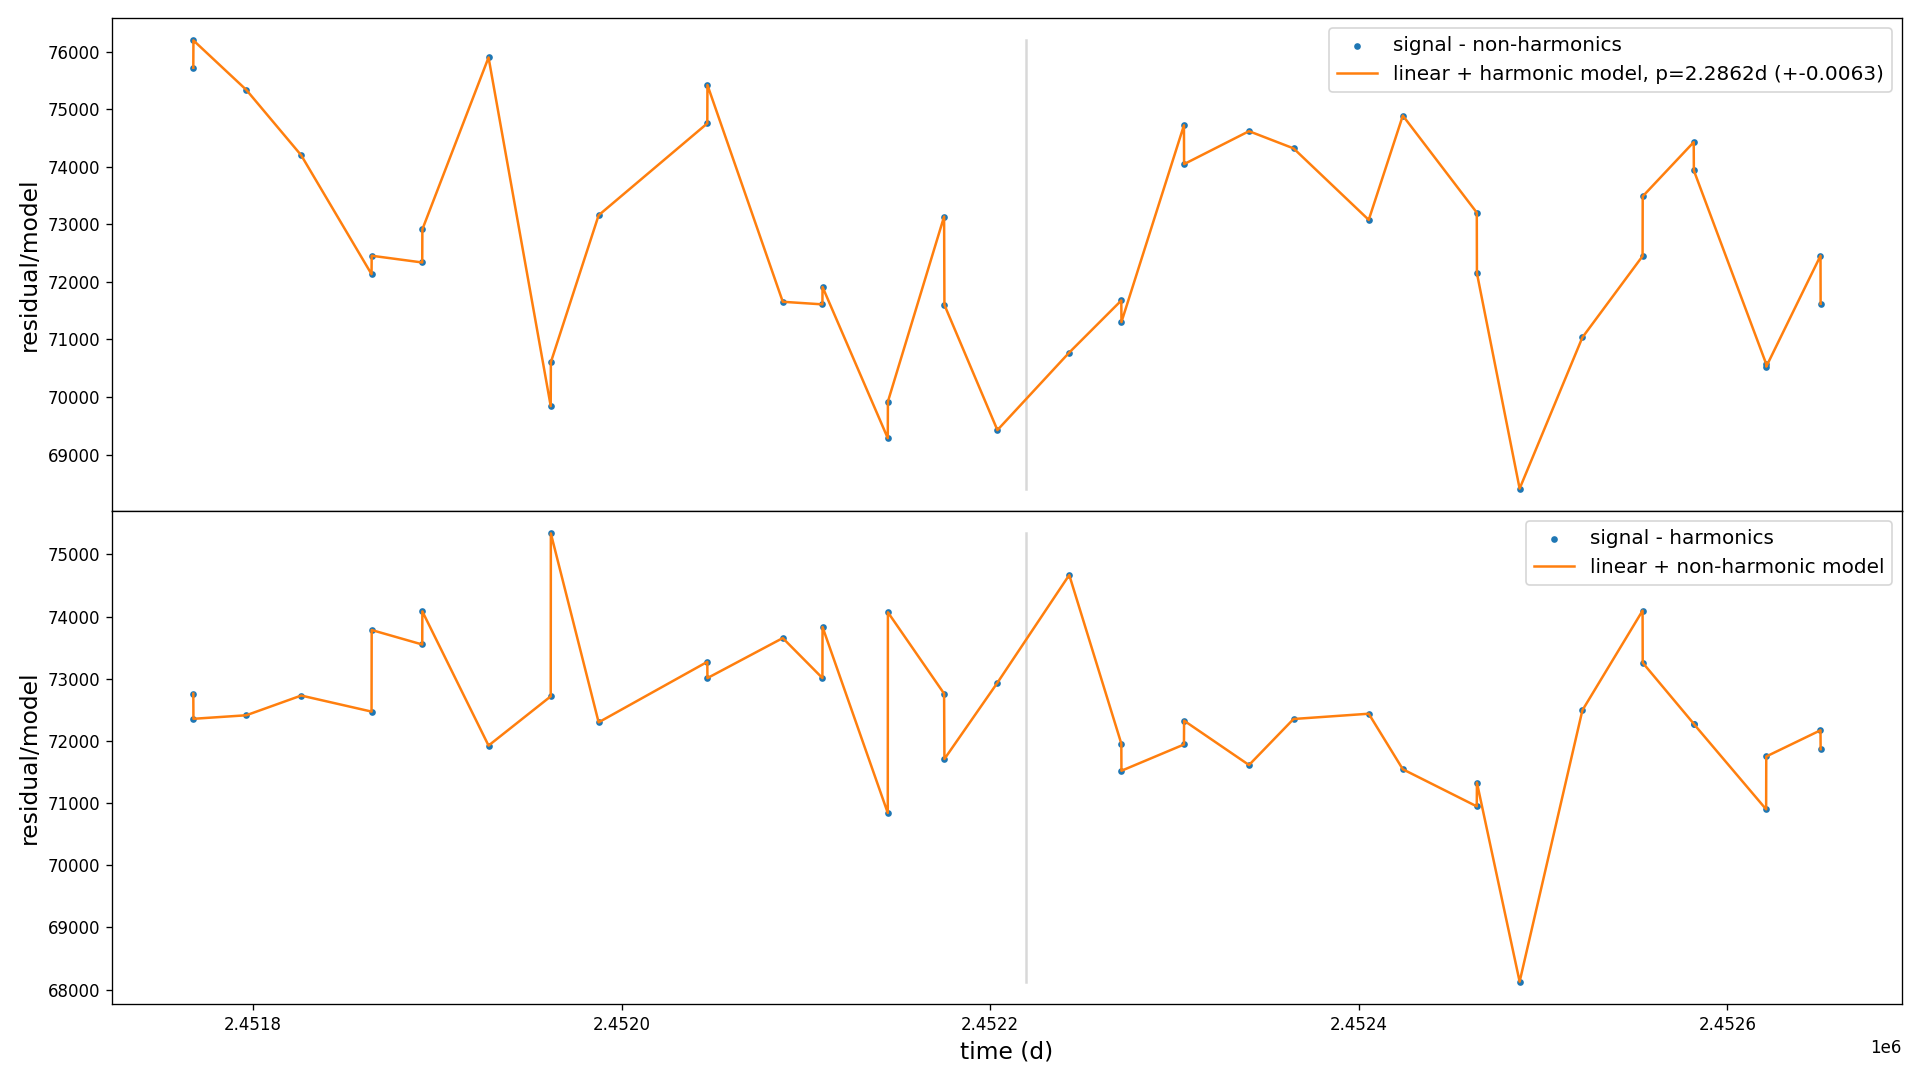 76000
75000
74000
73000
72000
71000
70000
69000
residual/model
signal - non-harmonics
linear + harmonic model, p=2.2862d (+-0.0063)
75000
74000
73000
72000
71000
70000
69000
68000
residual/model
signal - harmonics
linear + non-harmonic model
2.4518
2.4520
2.4522
2.4524
2.4526
1e6
time (d)